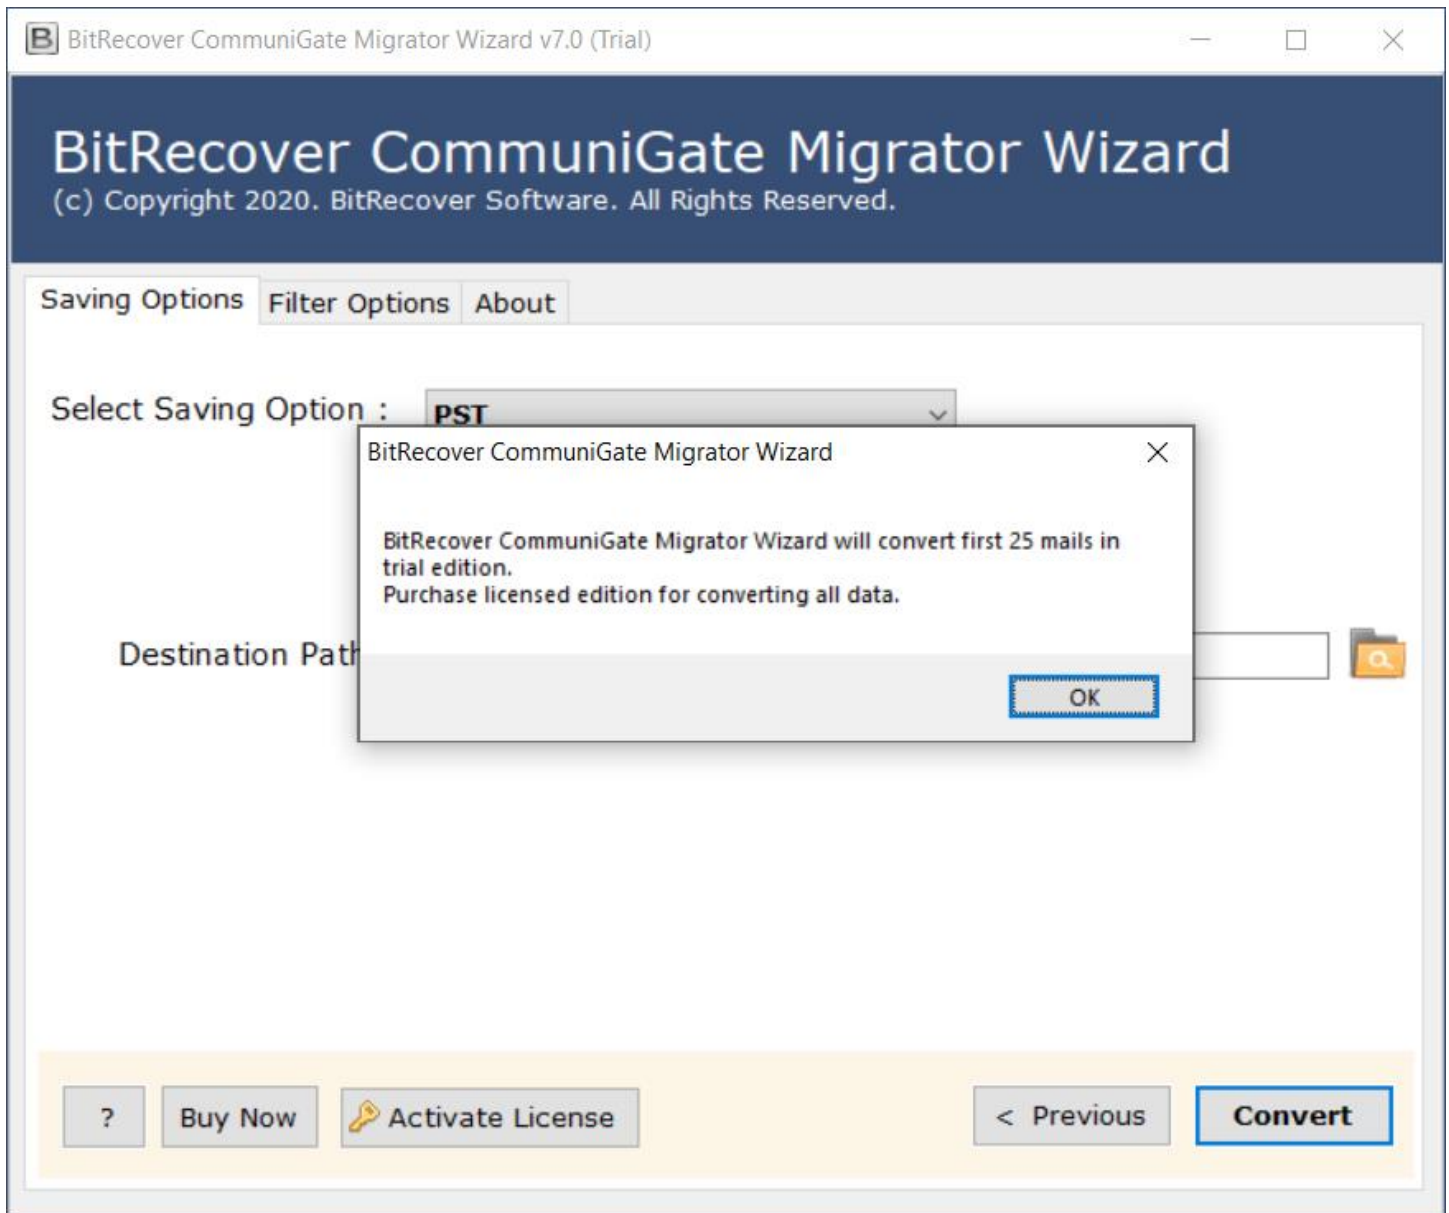 BitRecover CommuniGate Migrator Wizard v7.0 (Trial)
BitRecover CommuniGate Migrator Wizard
(c) Copyright 2020. BitRecover Software. All Rights Reserved.
Saving Options Filter Options About
Select Saving Option : PST
BitRecover CommuniGate Migrator Wizard
BitRecover CommuniGate Migrator Wizard will convert first 25 mails in
trial edition.
Purchase licensed edition for converting all data.
Destination Path
OK
? Buy Now Activate License < Previous Convert